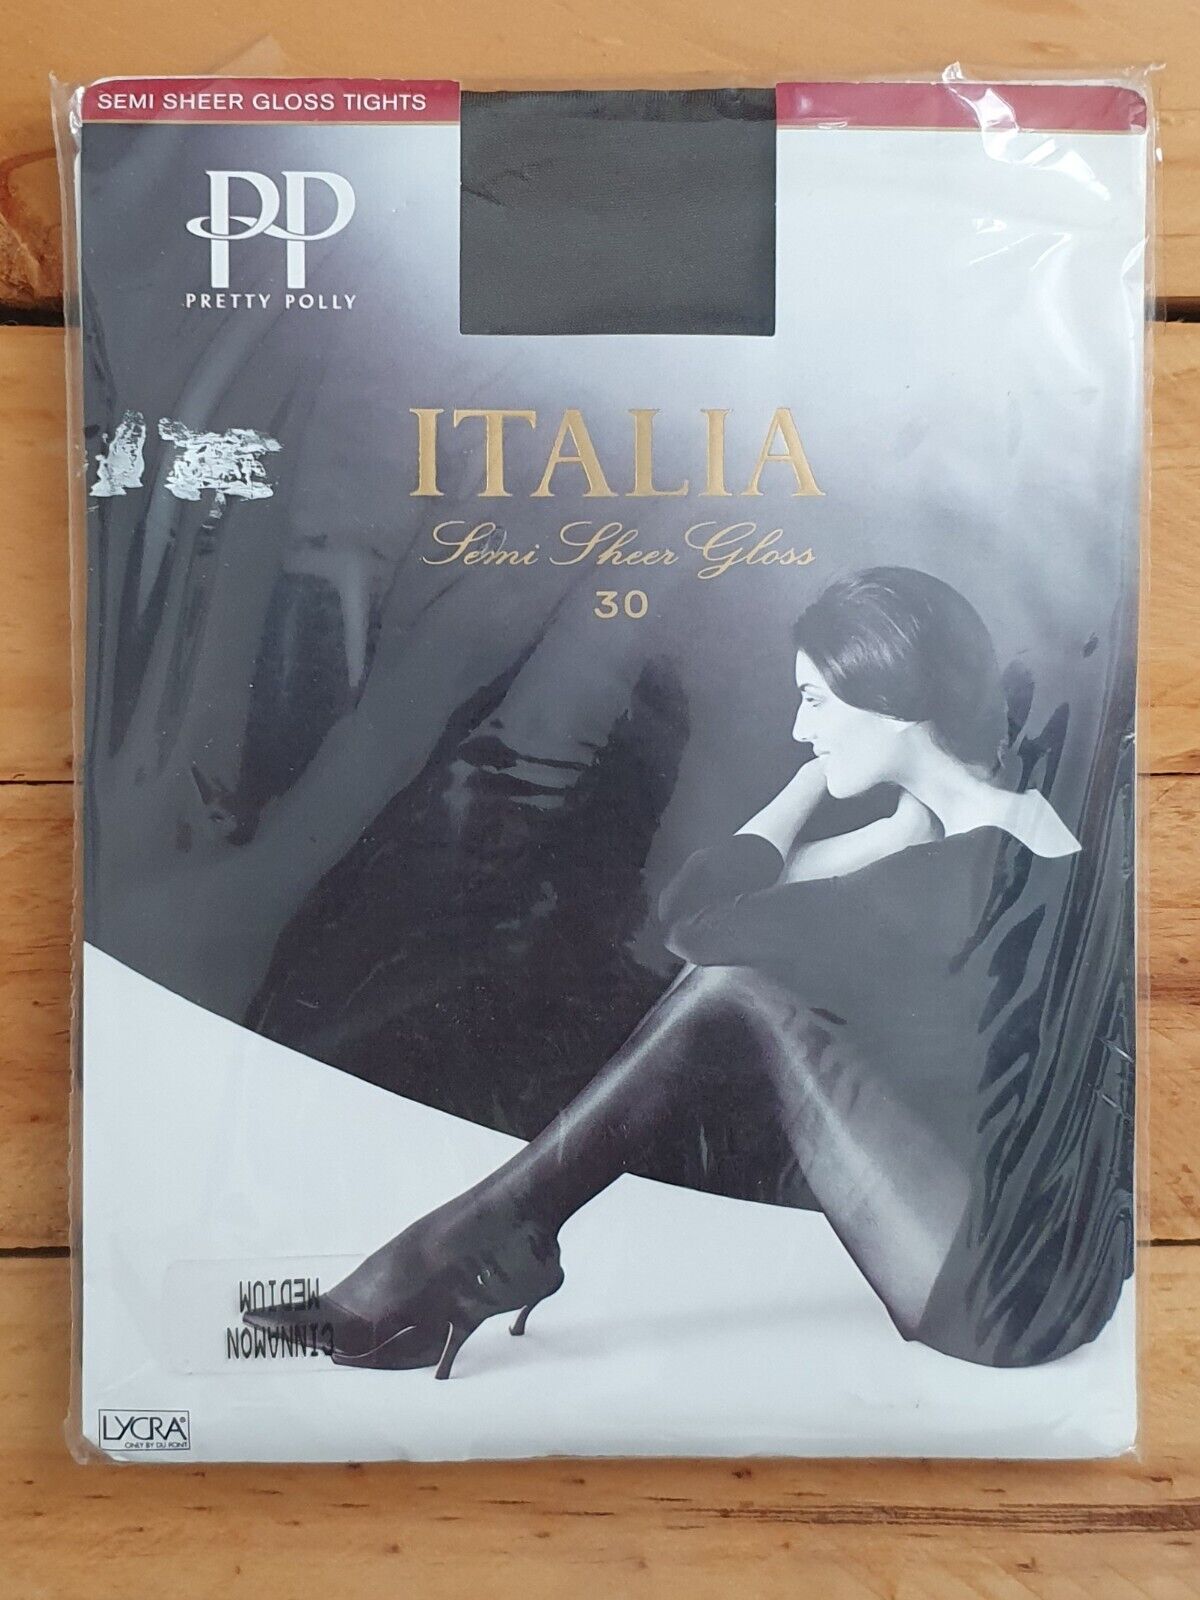 SEMI SHEER GLOSS TIGHTS
PP
PRETTY POLLY
ITALIA
Semi Sheer Gloss
30
CINNAMON
MEDIUM
LYCRA®
ONLY BY DU PONT